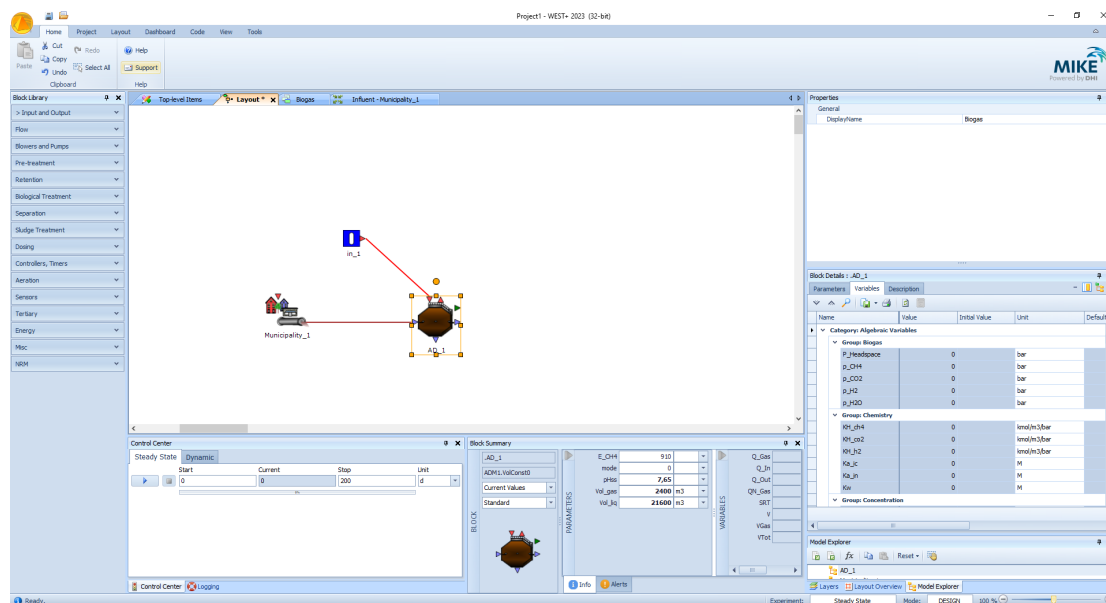 Project1 - WEST+ 2023 (32-bit)
Home Project Layout Dashboard Code View Tools
Paste
Cut
Copy
Undo
Redo
Select All
Help
Support
Clipboard
Help
MIKE
Powered by DHI
Block Library
> Input and Output
Flow
Blowers and Pumps
Pre-treatment
Retention
Biological Treatment
Separation
Sludge Treatment
Dosing
Controllers, Timers
Aeration
Sensors
Tertiary
Energy
Misc
NRM
Top-level Items Layout * Biogas Influent - Municipality_1
in_1
Municipality_1
AD_1
Control Center
Steady State Dynamic
Start Current Stop Unit
0 0 200 d
Control Center Logging
Block Summary
BLOCK
.AD_1
ADM1.VolConst0
Current Values
Standard
PARAMETERS
E_CH4 910
mode 0
pHss 7,65
Vol_gas 2400 m3
Vol_liq 21600 m3
VARIABLES
Q_Gas
Q_In
Q_Out
QN_Gas
SRT
V
VGas
VTot
Info Alerts
Properties
General
DisplayName Biogas
Block Details : .AD_1
Parameters Variables Description
Name Value Initial Value Unit Default
Category: Algebraic Variables
Group: Biogas
P_Headspace 0 bar
p_CH4 0 bar
p_CO2 0 bar
p_H2 0 bar
p_H2O 0 bar
Group: Chemistry
KH_ch4 0 kmol/m3/bar
KH_co2 0 kmol/m3/bar
KH_h2 0 kmol/m3/bar
Ka_ic 0 M
Ka_in 0 M
Kw 0 M
Group: Concentration
Model Explorer
fx Reset
AD_1
Layers Layout Overview Model Explorer
Ready.
Experiment: Steady State Mode: DESIGN 100 %